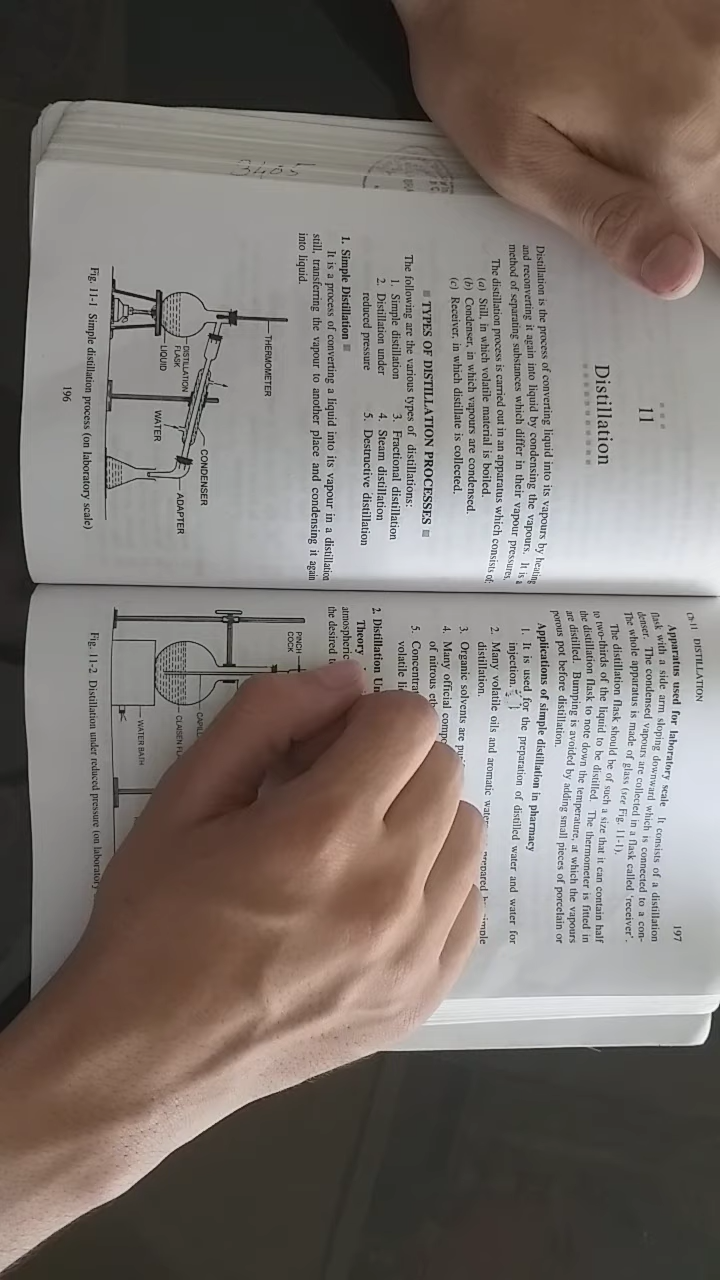 3405
11
Distillation
Distillation is the process of converting liquid into its vapours by heating
and reconverting it again into liquid by condensing the vapours. It is a
method of separating substances which differ in their vapour pressures.
The distillation process is carried out in an apparatus which consists of:
(a) Still, in which volatile material is boiled.
(b) Condenser, in which vapours are condensed.
(c) Receiver, in which distillate is collected.
TYPES OF DISTILLATION PROCESSES
The following are the various types of distillations:
1. Simple distillation 3. Fractional distillation
2. Distillation under 4. Steam distillation
reduced pressure 5. Destructive distillation
1. Simple Distillation
It is a process of converting a liquid into its vapour in a distillation
still, transferring the vapour to another place and condensing it again
into liquid.
THERMOMETER
CONDENSER
DISTILLATION
FLASK
LIQUID
WATER
ADAPTER
Fig. 11-1 Simple distillation process (on laboratory scale)
196
Ch 11 DISTILLATION 197
Apparatus used for laboratory scale It consists of a distillation
flask with a side arm sloping downward which is connected to a con-
denser. The condensed vapours are collected in a flask called 'receiver'.
The whole apparatus is made of glass (see Fig. 11-1).
The distillation flask should be of such a size that it can contain half
to two-thirds of the liquid to be distilled. The thermometer is fitted in
the distillation flask to note down the temperature, at which the vapours
are distilled. Bumping is avoided by adding small pieces of porcelain or
porous pot before distillation.
Applications of simple distillation in pharmacy
1. It is used for the preparation of distilled water and water for
injection.
2. Many volatile oils and aromatic water prepared simple
distillation.
3. Organic solvents are
4. Many official
of nitrous
5.
volatile
2. Distillation
Theory
atmospheric
the desired
PINCH
COCK
WATER BATH
Fig. 11-2 Distillation under reduced pressure (on laboratory